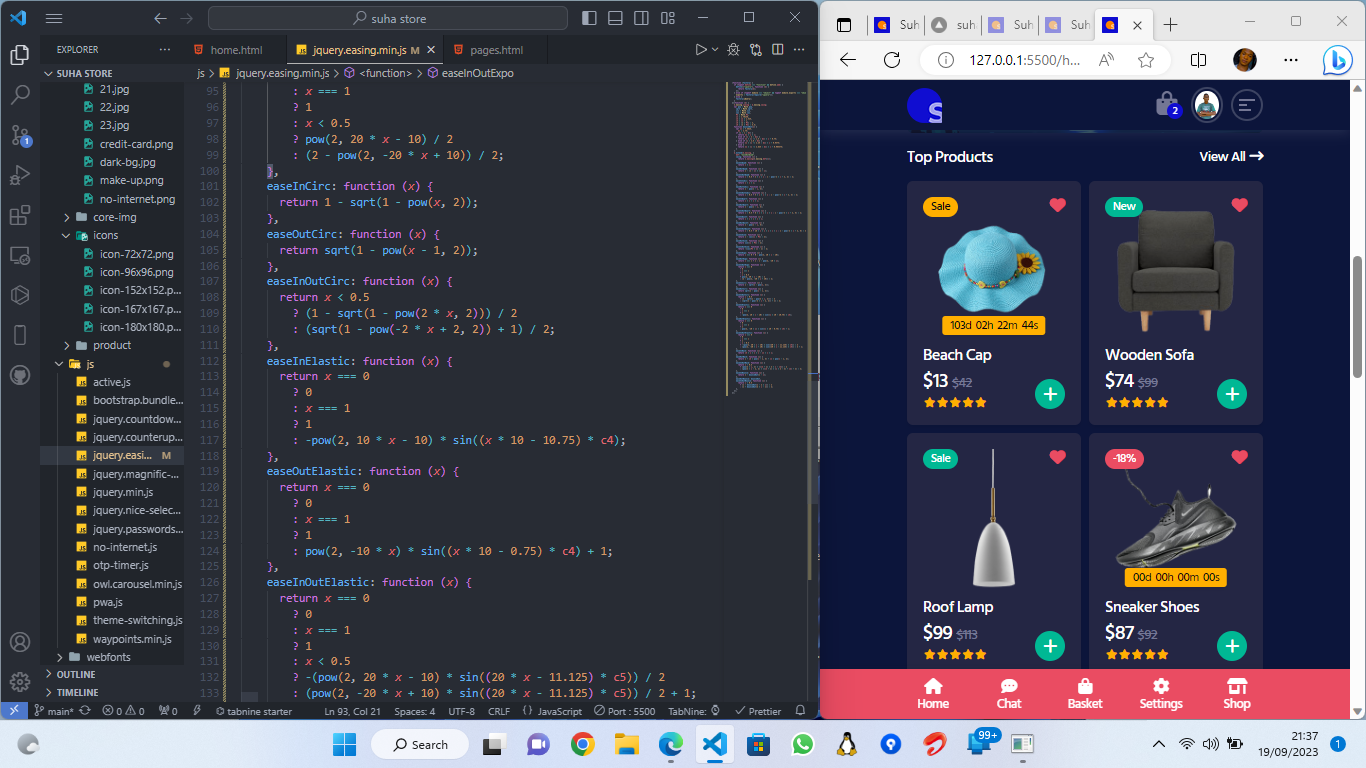 suha store
EXPLORER
home.html
jquery.easing.min.js M
pages.html
SUHA STORE
js > jquery.easing.min.js > <function> > easeInOutExpo
21.jpg
22.jpg
23.jpg
credit-card.png
dark-bg.jpg
make-up.png
no-internet.png
core-img
icons
icon-72x72.png
icon-96x96.png
icon-152x152.p...
icon-167x167.p...
icon-180x180.p...
product
js
active.js
bootstrap.bundle...
jquery.countdow...
jquery.counterup...
jquery.easi... M
jquery.magnific-...
jquery.min.js
jquery.nice-selec...
jquery.passwords...
no-internet.js
otp-timer.js
owl.carousel.min.js
pwa.js
theme-switching.js
waypoints.min.js
webfonts
OUTLINE
TIMELINE
95 : x === 1
96 ? 1
97 : x < 0.5
98 ? pow(2, 20 * x - 10) / 2
99 : (2 - pow(2, -20 * x + 10)) / 2;
100 },
101 easeInCirc: function (x) {
102 return 1 - sqrt(1 - pow(x, 2));
103 },
104 easeOutCirc: function (x) {
105 return sqrt(1 - pow(x - 1, 2));
106 },
107 easeInOutCirc: function (x) {
108 return x < 0.5
109 ? (1 - sqrt(1 - pow(2 * x, 2))) / 2
110 : (sqrt(1 - pow(-2 * x + 2, 2)) + 1) / 2;
111 },
112 easeInElastic: function (x) {
113 return x === 0
114 ? 0
115 : x === 1
116 ? 1
117 : -pow(2, 10 * x - 10) * sin((x * 10 - 10.75) * c4);
118 },
119 easeOutElastic: function (x) {
120 return x === 0
121 ? 0
122 : x === 1
123 ? 1
124 : pow(2, -10 * x) * sin((x * 10 - 0.75) * c4) + 1;
125 },
126 easeInOutElastic: function (x) {
127 return x === 0
128 ? 0
129 : x === 1
130 ? 1
131 : x < 0.5
132 ? -(pow(2, 20 * x - 10) * sin((20 * x - 11.125) * c5)) / 2
133 : (pow(2, -20 * x + 10) * sin((20 * x - 11.125) * c5)) / 2 + 1;
main* 0 0 0 tabnine starter Ln 93, Col 21 Spaces: 4 UTF-8 CRLF {} JavaScript Port : 5500 TabNine: Prettier
Suh
suh
Suh
Suh
127.0.0.1:5500/h...
S
2
Top Products
View All
Sale
103d 02h 22m 44s
Beach Cap
$13 $42
New
Wooden Sofa
$74 $99
Sale
Roof Lamp
$99 $113
-18%
00d 00h 00m 00s
Sneaker Shoes
$87 $92
Home
Chat
Basket
Settings
Shop
Search
99+
21:37
19/09/2023
1